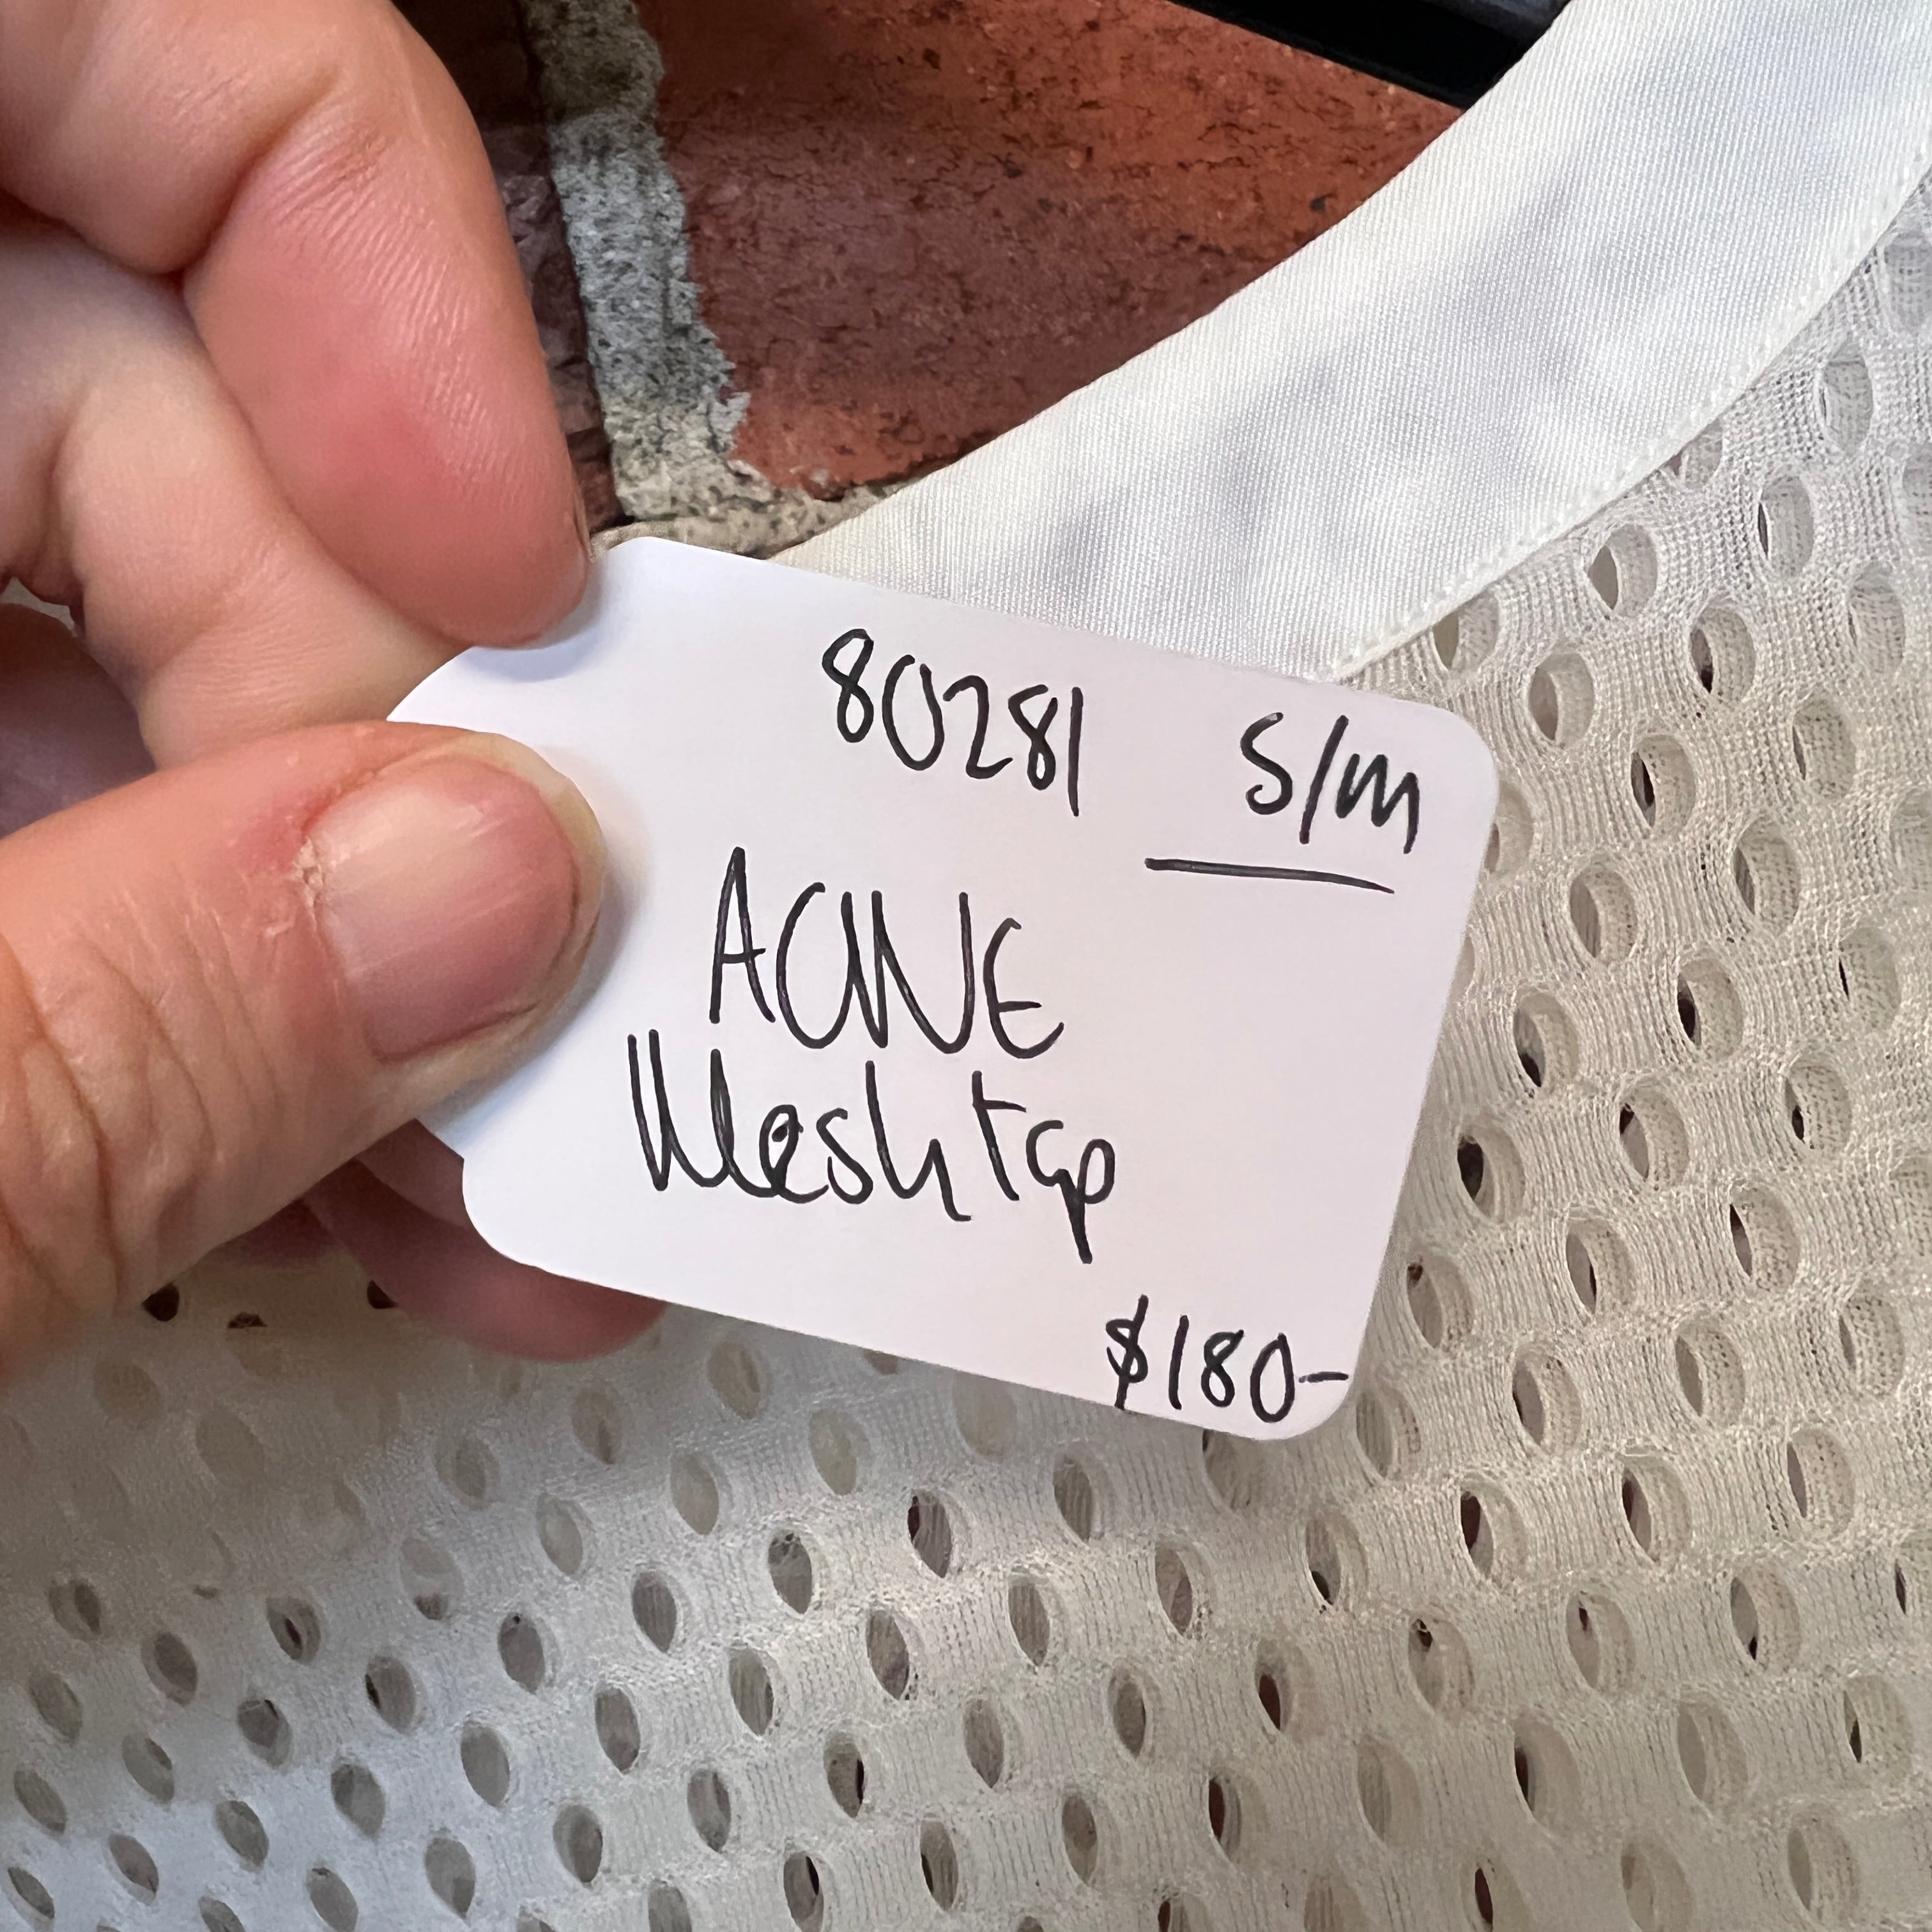 80281 S/M
ACNE
Mesh top
$180-